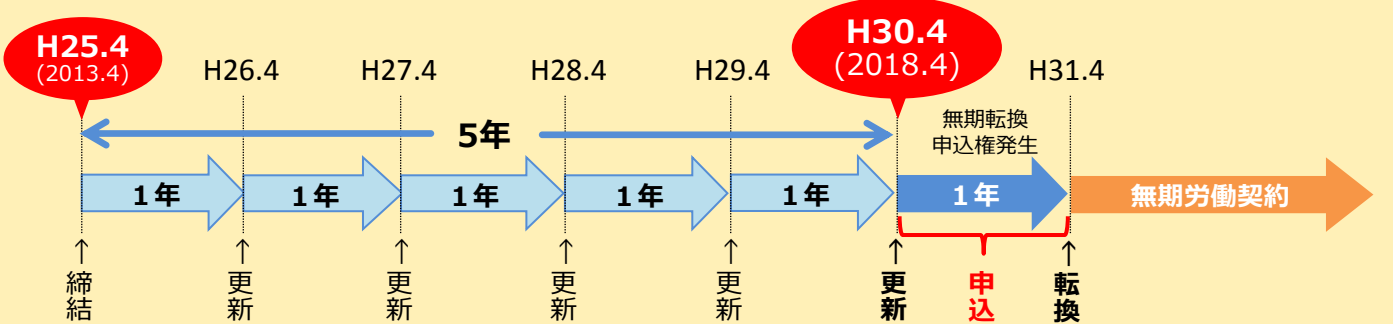 H25.4
(2013.4)
H26.4
H27.4
H28.4
H29.4
H30.4
(2018.4)
H31.4
5年
無期転換
申込権発生
1年
1年
1年
1年
1年
1年
無期労働契約
↑
締結
↑
更新
↑
更新
↑
更新
↑
更新
↑
更新
申込
↑
転換